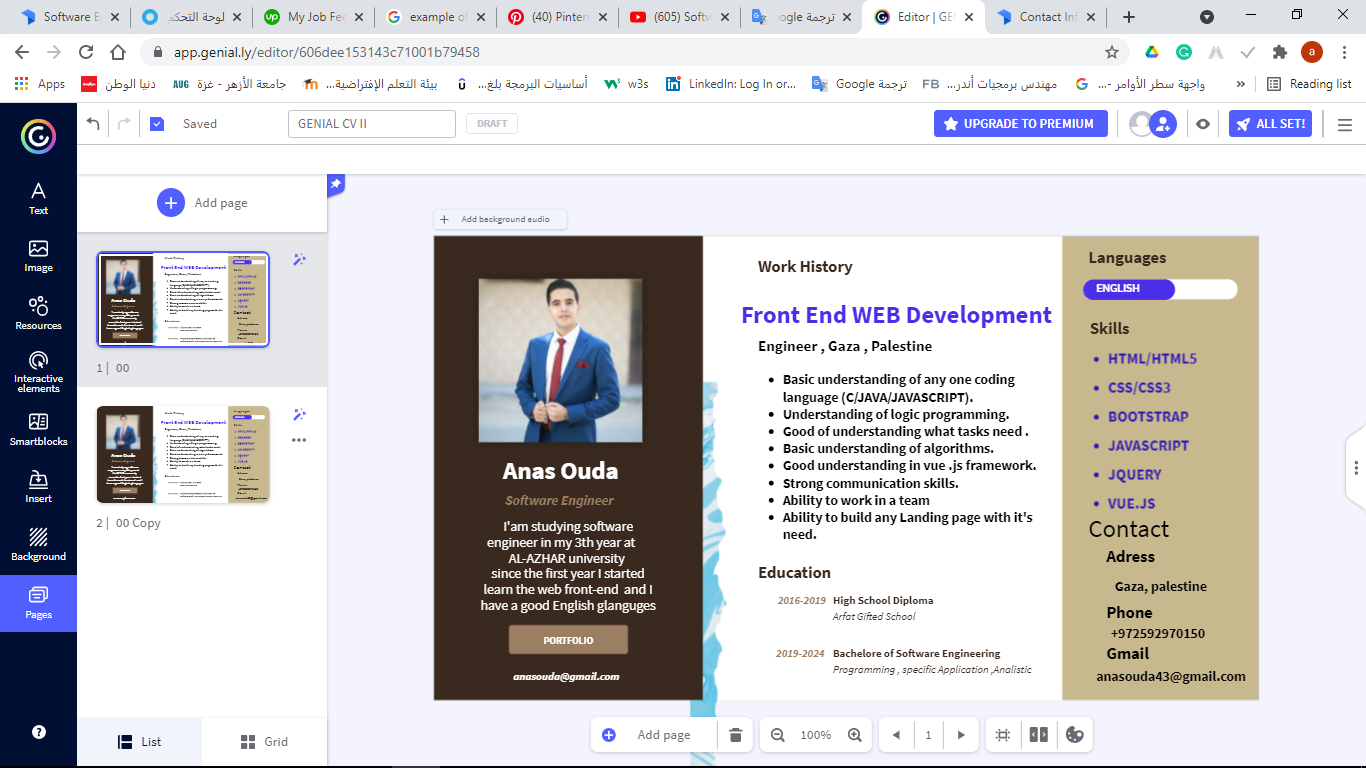 Software E
لوحة التحكم
My Job Fee
example of
(40) Pintere
(605) Softw
ترجمة oogle
Editor | GEN
Contact Inf
app.genial.ly/editor/606dee153143c71001b79458
Apps
دنيا الوطن
جامعة الأزهر - غزة
بيئة التعلم الإفتراضية...
أساسيات البرمجة بلغ...
w3s
LinkedIn: Log In or...
ترجمة Google
مهندس برمجيات أندر...
واجهة سطر الأوامر -...
Reading list
Saved
GENIAL CV II
DRAFT
UPGRADE TO PREMIUM
ALL SET!
Text
Image
Resources
Interactive
elements
Smartblocks
Insert
Background
Pages
Add page
1 | 00
2 | 00 Copy
List
Grid
Add background audio
Anas Ouda
Software Engineer
I'am studying software
engineer in my 3th year at
AL-AZHAR university
since the first year I started
learn the web front-end and I
have a good English glanguges
PORTFOLIO
anasouda@gmail.com
Work History
Front End WEB Development
Engineer , Gaza , Palestine
• Basic understanding of any one coding
language (C/JAVA/JAVASCRIPT).
• Understanding of logic programming.
• Good of understanding what tasks need .
• Basic understanding of algorithms.
• Good understanding in vue .js framework.
• Strong communication skills.
• Ability to work in a team
• Ability to build any Landing page with it's
need.
Education
2016-2019 High School Diploma
Arfat Gifted School
2019-2024 Bachelore of Software Engineering
Programming , specific Application ,Analistic
Languages
ENGLISH
Skills
• HTML/HTML5
• CSS/CSS3
• BOOTSTRAP
• JAVASCRIPT
• JQUERY
• VUE.JS
Contact
Adress
Gaza, palestine
Phone
+972592970150
Gmail
anasouda43@gmail.com
Add page
100%
1